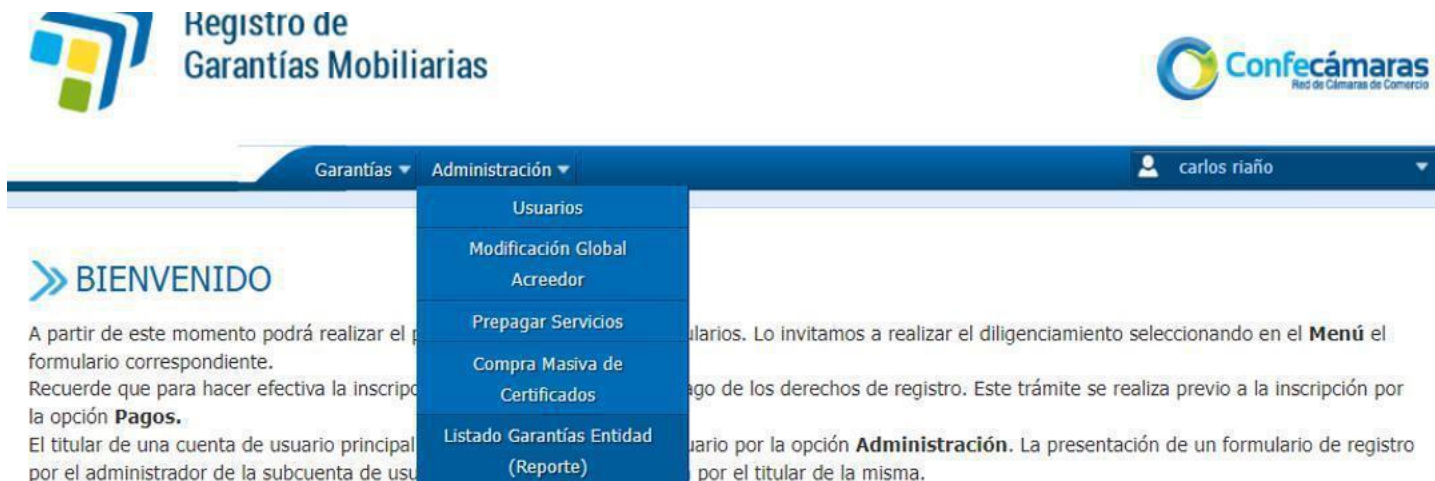 Registro de
Garantías Mobiliarias
Confecámaras
Red de Cámaras de Comercio
Garantías Administración carlos riaño
Usuarios
Modificación Global
Acreedor
Prepagar Servicios
Compra Masiva de
Certificados
Listado Garantías Entidad
(Reporte)
BIENVENIDO
A partir de este momento podrá realizar el ularios. Lo invitamos a realizar el diligenciamiento seleccionando en el Menú el
formulario correspondiente.
Recuerde que para hacer efectiva la inscripc ago de los derechos de registro. Este trámite se realiza previo a la inscripción por
la opción Pagos.
El titular de una cuenta de usuario principal uario por la opción Administración. La presentación de un formulario de registro
por el administrador de la subcuenta de usu por el titular de la misma.